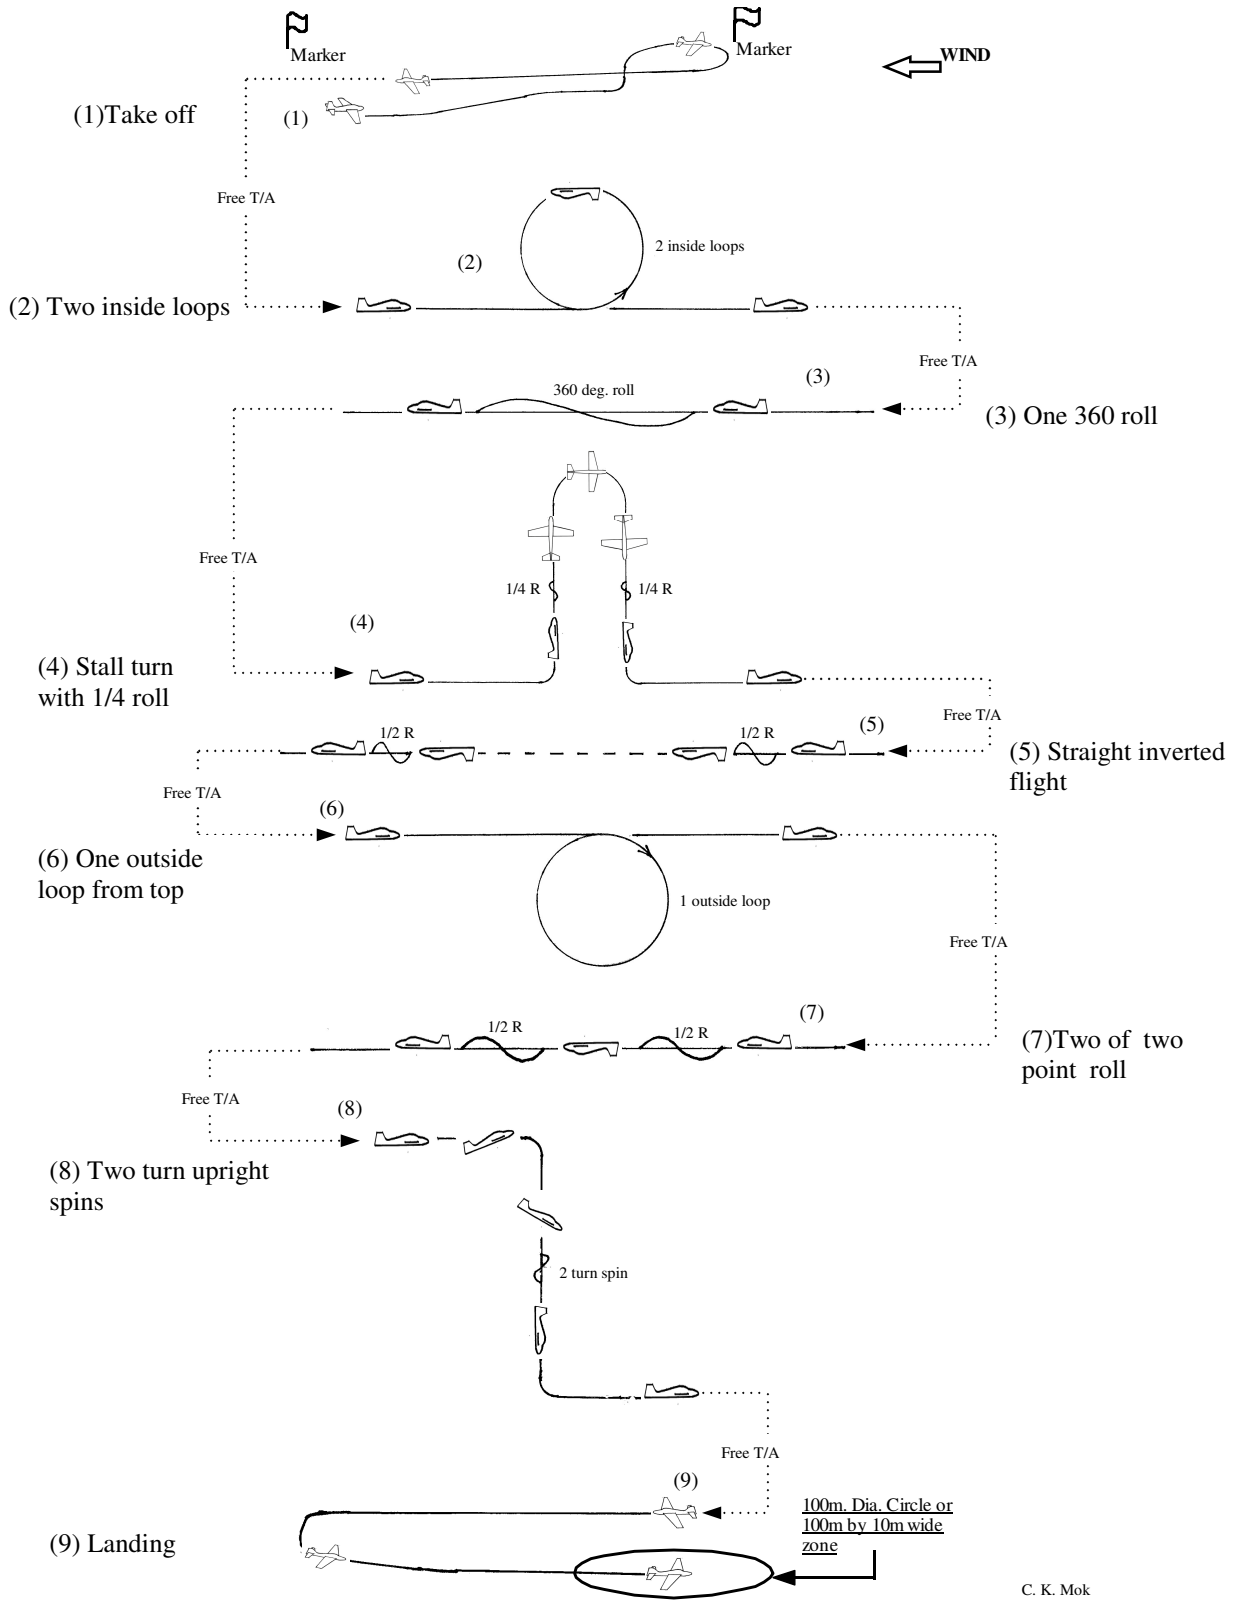 Marker
Marker
WIND
(1)Take off
(1)
Free T/A
2 inside loops
(2)
(2) Two inside loops
Free T/A
(3)
360 deg. roll
(3) One 360 roll
Free T/A
1/4 R
1/4 R
(4)
(4) Stall turn
with 1/4 roll
Free T/A
(5)
1/2 R
1/2 R
(5) Straight inverted
flight
Free T/A
(6)
(6) One outside
loop from top
1 outside loop
Free T/A
(7)
1/2 R
1/2 R
(7)Two of two
point roll
Free T/A
(8)
(8) Two turn upright
spins
2 turn spin
Free T/A
(9)
100m. Dia. Circle or
100m by 10m wide
zone
(9) Landing
C. K. Mok